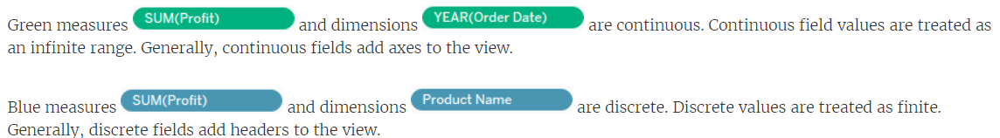 Green measures SUM(Profit) and dimensions YEAR(Order Date) are continuous. Continuous field values are treated as
an infinite range. Generally, continuous fields add axes to the view.
Blue measures SUM(Profit) and dimensions Product Name are discrete. Discrete values are treated as finite.
Generally, discrete fields add headers to the view.